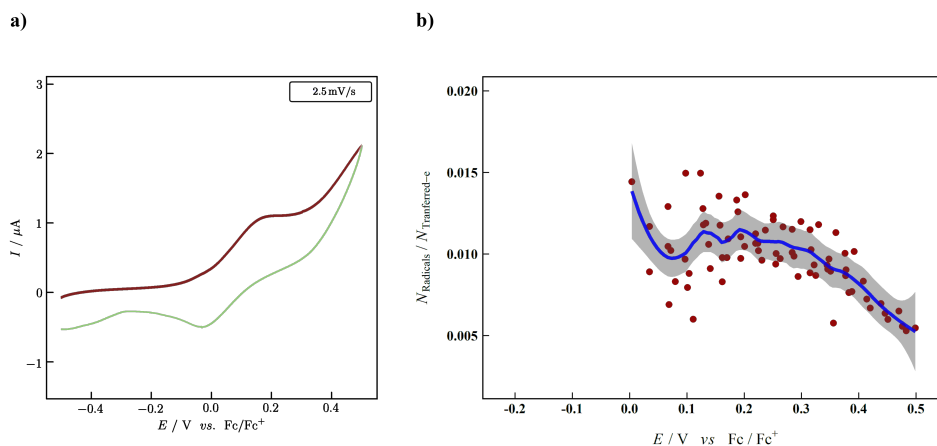 a)
b)
3
2
1
0
−1
I / μA
2.5 mV/s
−0.4 −0.2 0.0 0.2 0.4
E / V vs. Fc/Fc⁺
0.020
0.015
0.010
0.005
N_Radicals / N_Tranferred−e
-0.2 -0.1 0.0 0.1 0.2 0.3 0.4 0.5
E / V vs Fc / Fc⁺